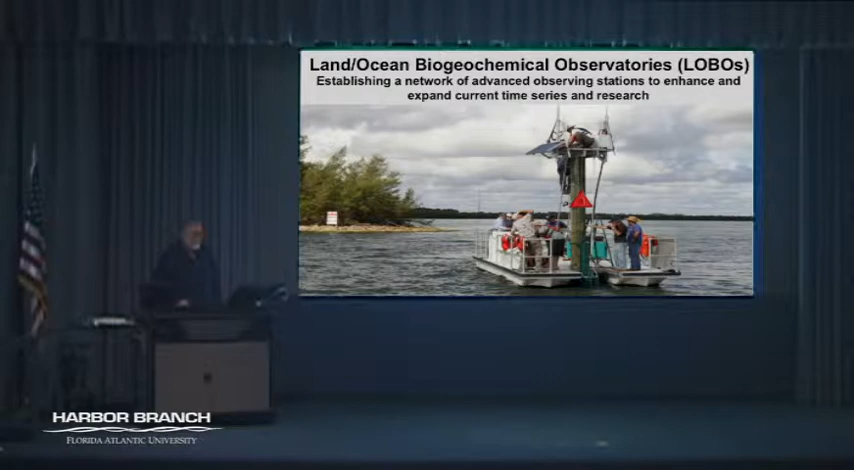 Land/Ocean Biogeochemical Observatories (LOBOs)
Establishing a network of advanced observing stations to enhance and
expand current time series and research
HARBOR BRANCH
FLORIDA ATLANTIC UNIVERSITY